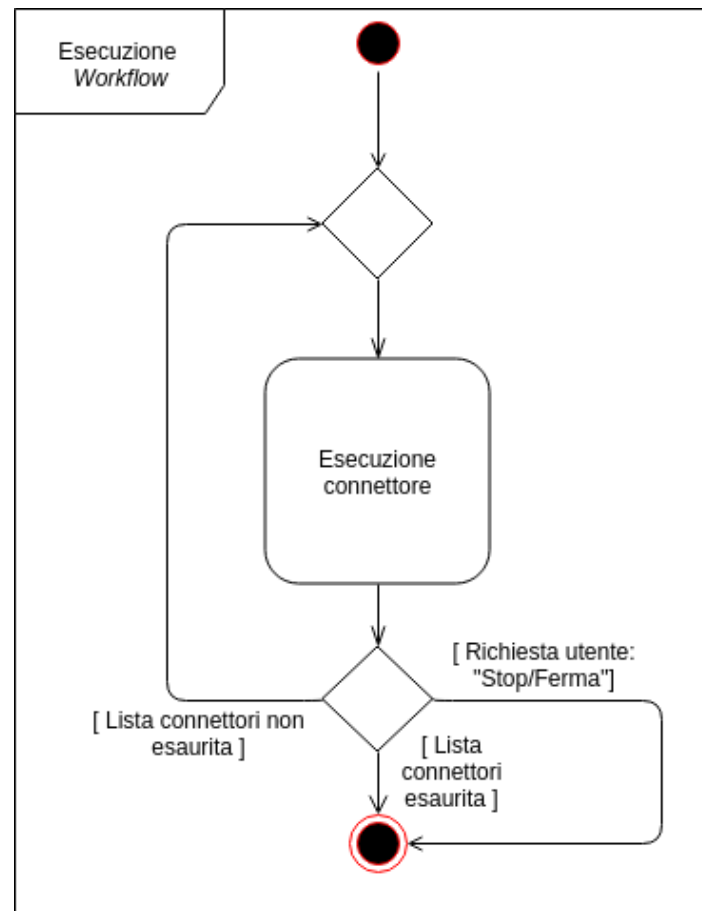 Esecuzione
Workflow
Esecuzione
connettore
[ Richiesta utente:
"Stop/Ferma"]
[ Lista connettori non
esaurita ]
[ Lista
connettori
esaurita ]